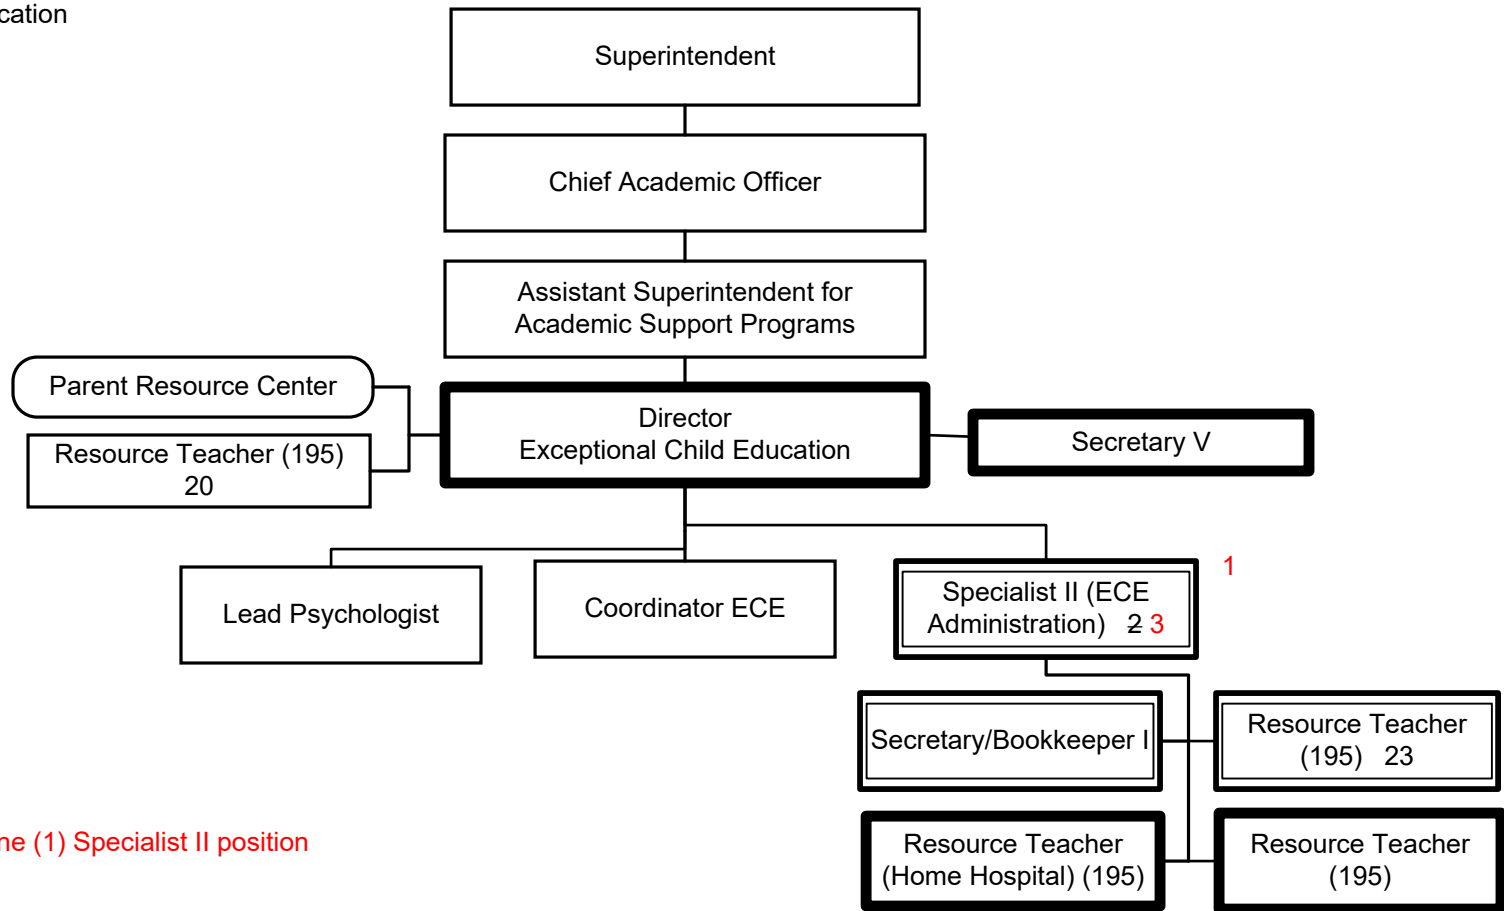 cation
Superintendent
Chief Academic Officer
Assistant Superintendent for
Academic Support Programs
Parent Resource Center
Resource Teacher (195)
20
Director
Exceptional Child Education
Secretary V
Lead Psychologist
Coordinator ECE
1
Specialist II (ECE
Administration) 2 3
Secretary/Bookkeeper I
Resource Teacher
(195) 23
ne (1) Specialist II position
Resource Teacher
(Home Hospital) (195)
Resource Teacher
(195)